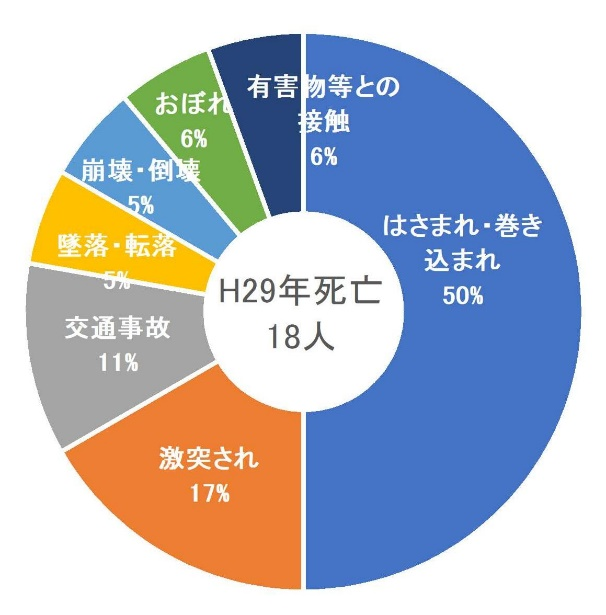 有害物等との
接触
6%
おぼれ
6%
崩壊・倒壊
5%
墜落・転落
5%
はさまれ・巻き
込まれ
50%
H29年死亡
18人
交通事故
11%
激突され
17%